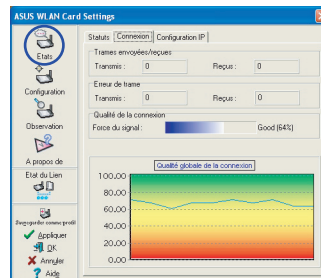 ASUS WLAN Card Settings
Etats
Configuration
Observation
A propos de
Etat du Lien
Sauvegarder comme profil
Appliquer
OK
Annuler
Aide
Statuts Connexion Configuration IP
Trames envoyées/reçues
Transmis : 0 Reçus : 0
Erreur de trame
Transmis : 0 Reçus : 0
Qualité de la connexion
Force du signal : Good (64%)
Qualité globale de la connexion
100.00
80.00
60.00
40.00
20.00
0.00